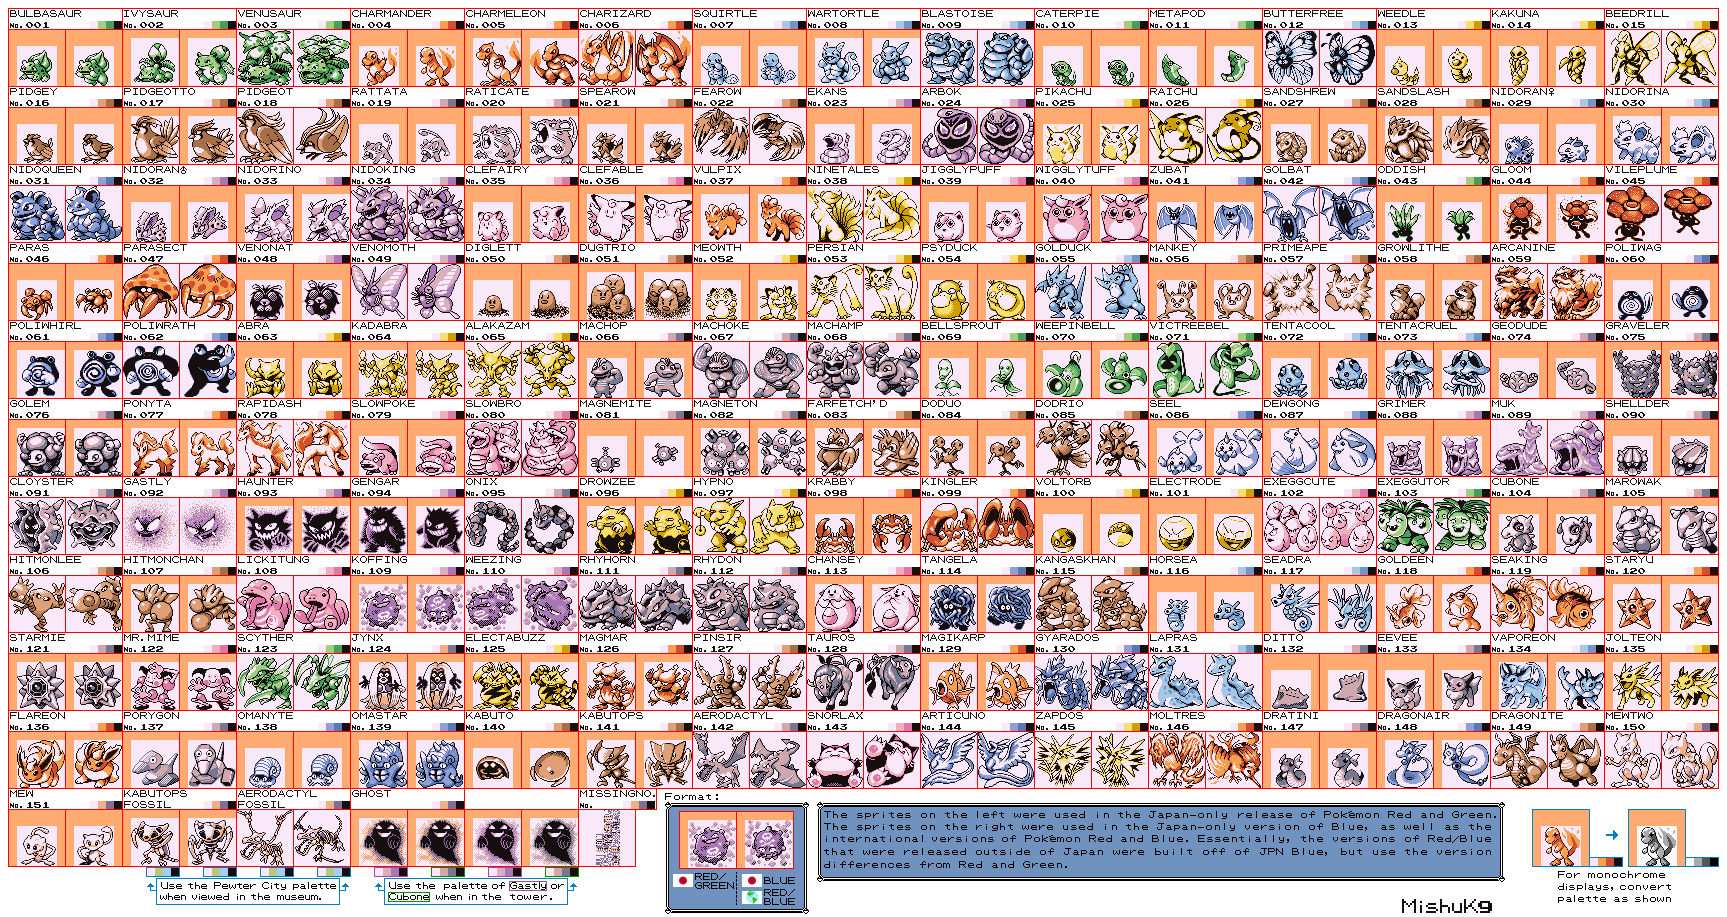 BULBASAUR IVYSAUR VENUSAUR CHARMANDER CHARMELEON CHARIZARD SQUIRTLE WARTORTLE BLASTOISE CATERPIE METAPOD BUTTERFREE WEEDLE KAKUNA BEEDRILL
No.001 No.002 No.003 No.004 No.005 No.006 No.007 No.008 No.009 No.010 No.011 No.012 No.013 No.014 No.015
PIDGEY PIDGEOTTO PIDGEOT RATTATA RATICATE SPEAROW FEAROW EKANS ARBOK PIKACHU RAICHU SANDSHREW SANDSLASH NIDORAN♀ NIDORINA
No.016 No.017 No.018 No.019 No.020 No.021 No.022 No.023 No.024 No.025 No.026 No.027 No.028 No.029 No.030
NIDOQUEEN NIDORAN♂ NIDORINO NIDOKING CLEFAIRY CLEFABLE VULPIX NINETALES JIGGLYPUFF WIGGLYTUFF ZUBAT GOLBAT ODDISH GLOOM VILEPLUME
No.031 No.032 No.033 No.034 No.035 No.036 No.037 No.038 No.039 No.040 No.041 No.042 No.043 No.044 No.045
PARAS PARASECT VENONAT VENOMOTH DIGLETT DUGTRIO MEOWTH PERSIAN PSYDUCK GOLDUCK MANKEY PRIMEAPE GROWLITHE ARCANINE POLIWAG
No.046 No.047 No.048 No.049 No.050 No.051 No.052 No.053 No.054 No.055 No.056 No.057 No.058 No.059 No.060
POLIWHIRL POLIWRATH ABRA KADABRA ALAKAZAM MACHOP MACHOKE MACHAMP BELLSPROUT WEEPINBELL VICTREEBEL TENTACOOL TENTACRUEL GEODUDE GRAVELER
No.061 No.062 No.063 No.064 No.065 No.066 No.067 No.068 No.069 No.070 No.071 No.072 No.073 No.074 No.075
GOLEM PONYTA RAPIDASH SLOWPOKE SLOWBRO MAGNEMITE MAGNETON FARFETCH'D DODUO DODRIO SEEL DEWGONG GRIMER MUK SHELLDER
No.076 No.077 No.078 No.079 No.080 No.081 No.082 No.083 No.084 No.085 No.086 No.087 No.088 No.089 No.090
CLOYSTER GASTLY HAUNTER GENGAR ONIX DROWZEE HYPNO KRABBY KINGLER VOLTORB ELECTRODE EXEGGCUTE EXEGGUTOR CUBONE MAROWAK
No.091 No.092 No.093 No.094 No.095 No.096 No.097 No.098 No.099 No.100 No.101 No.102 No.103 No.104 No.105
HITMONLEE HITMONCHAN LICKITUNG KOFFING WEEZING RHYHORN RHYDON CHANSEY TANGELA KANGASKHAN HORSEA SEADRA GOLDEEN SEAKING STARYU
No.106 No.107 No.108 No.109 No.110 No.111 No.112 No.113 No.114 No.115 No.116 No.117 No.118 No.119 No.120
STARMIE MR.MIME SCYTHER JYNX ELECTABUZZ MAGMAR PINSIR TAUROS MAGIKARP GYARADOS LAPRAS DITTO EEVEE VAPOREON JOLTEON
No.121 No.122 No.123 No.124 No.125 No.126 No.127 No.128 No.129 No.130 No.131 No.132 No.133 No.134 No.135
FLAREON PORYGON OMANYTE OMASTAR KABUTO KABUTOPS AERODACTYL SNORLAX ARTICUNO ZAPDOS MOLTRES DRATINI DRAGONAIR DRAGONITE MEWTWO
No.136 No.137 No.138 No.139 No.140 No.141 No.142 No.143 No.144 No.145 No.146 No.147 No.148 No.149 No.150
MEW KABUTOPS AERODACTYL GHOST MISSINGNO.
No.151 FOSSIL FOSSIL No.
Format:
RED/
GREEN
BLUE
RED/
BLUE
The sprites on the left were used in the Japan-only release of Pokémon Red and Green.
The sprites on the right were used in the Japan-only version of Blue, as well as the
international versions of Pokémon Red and Blue. Essentially, the versions of Red/Blue
that were released outside of Japan were built off of JPN Blue, but use the version
differences from Red and Green.
For monochrome
displays, convert
palette as shown
Use the Pewter City palette
when viewed in the museum.
Use the palette of Gastly or
Cubone when in the tower.
MishuK9